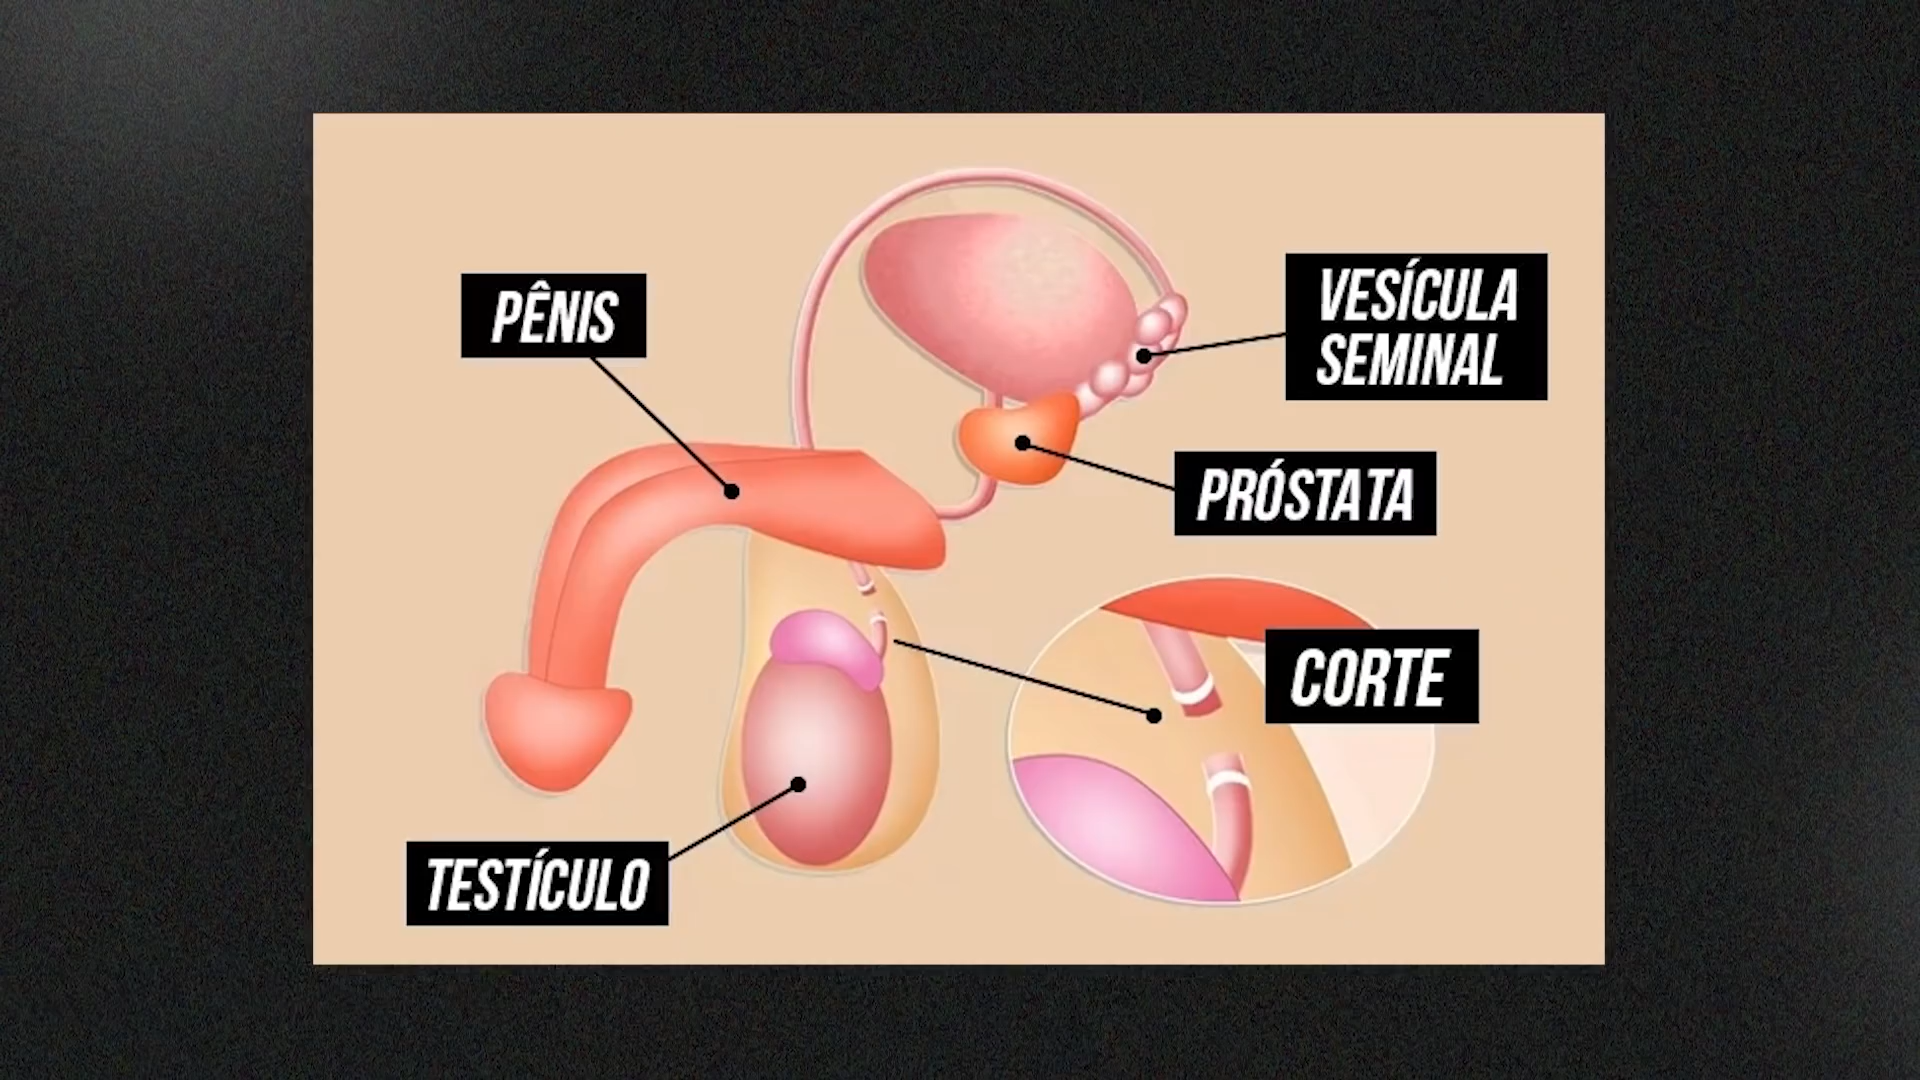 PÊNIS
VESÍCULA
SEMINAL
PRÓSTATA
CORTE
TESTÍCULO